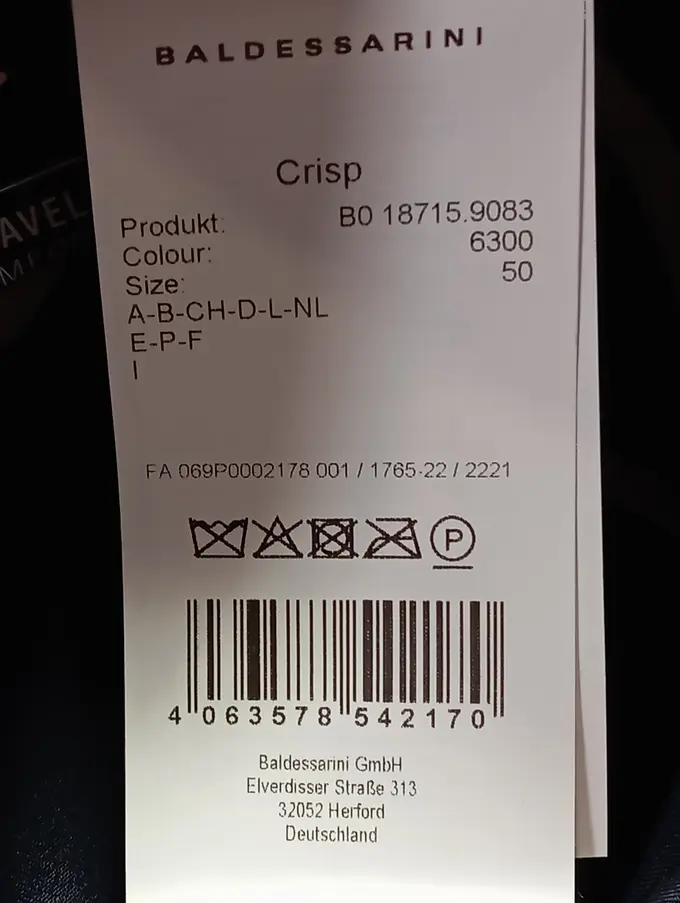 BALDESSARINI
Crisp
Produkt: B0 18715.9083
Colour: 6300
Size: 50
A-B-CH-D-L-NL
E-P-F
I
FA 069P0002178 001 / 1765-22 / 2221
P
4 063578 542170
Baldessarini GmbH
Elverdisser Straße 313
32052 Herford
Deutschland
AVEL